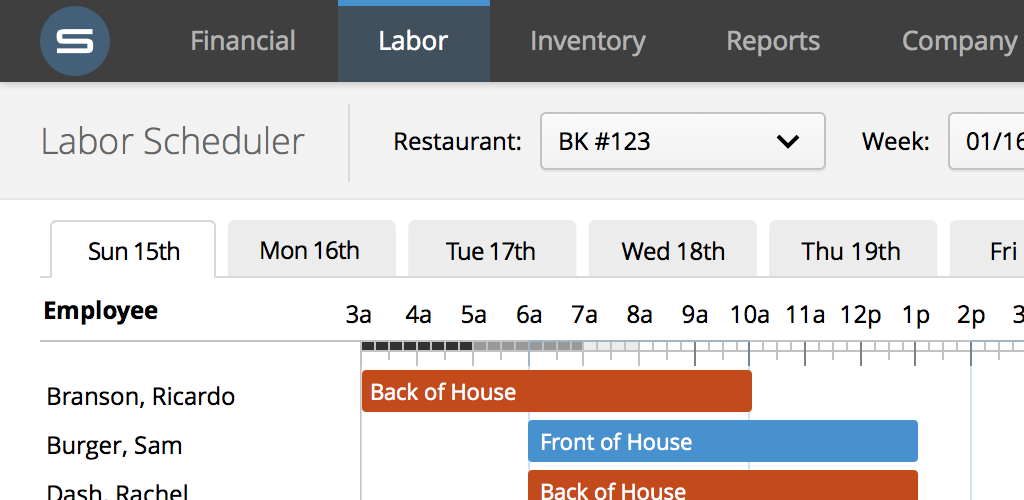 S Financial Labor Inventory Reports Company
Labor Scheduler Restaurant: BK #123 Week: 01/16
Sun 15th Mon 16th Tue 17th Wed 18th Thu 19th Fri
Employee 3a 4a 5a 6a 7a 8a 9a 10a 11a 12p 1p 2p 3
Branson, Ricardo Back of House
Burger, Sam Front of House
Dash, Rachel Back of House